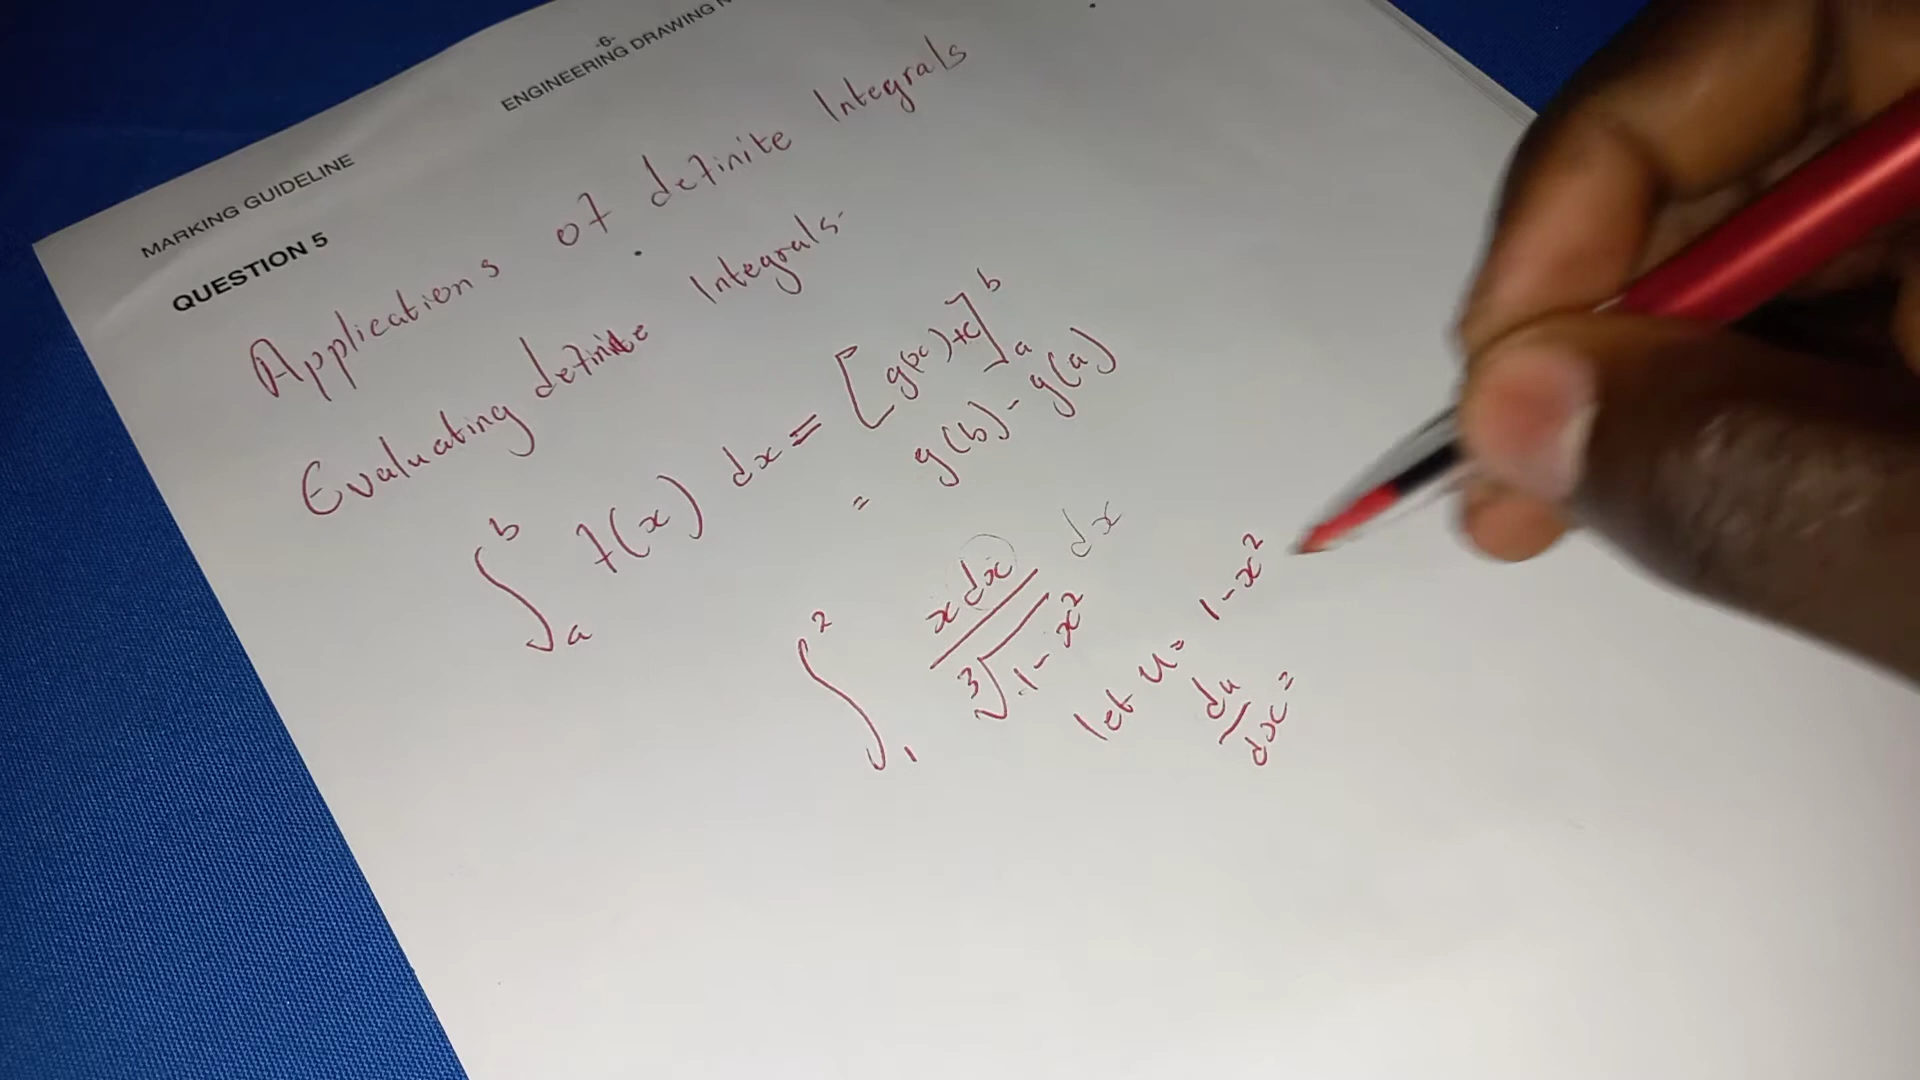 -6-
MARKING GUIDELINE
ENGINEERING DRAWING
QUESTION 5
Applications of definite Integrals
Evaluating definite Integrals.
∫_a^b f(x) dx = [g(x)+c]_a^b
= g(b) - g(a)
∫_1^2 x dx / ∛(1-x²) dx
let u = 1-x²
du/dx =